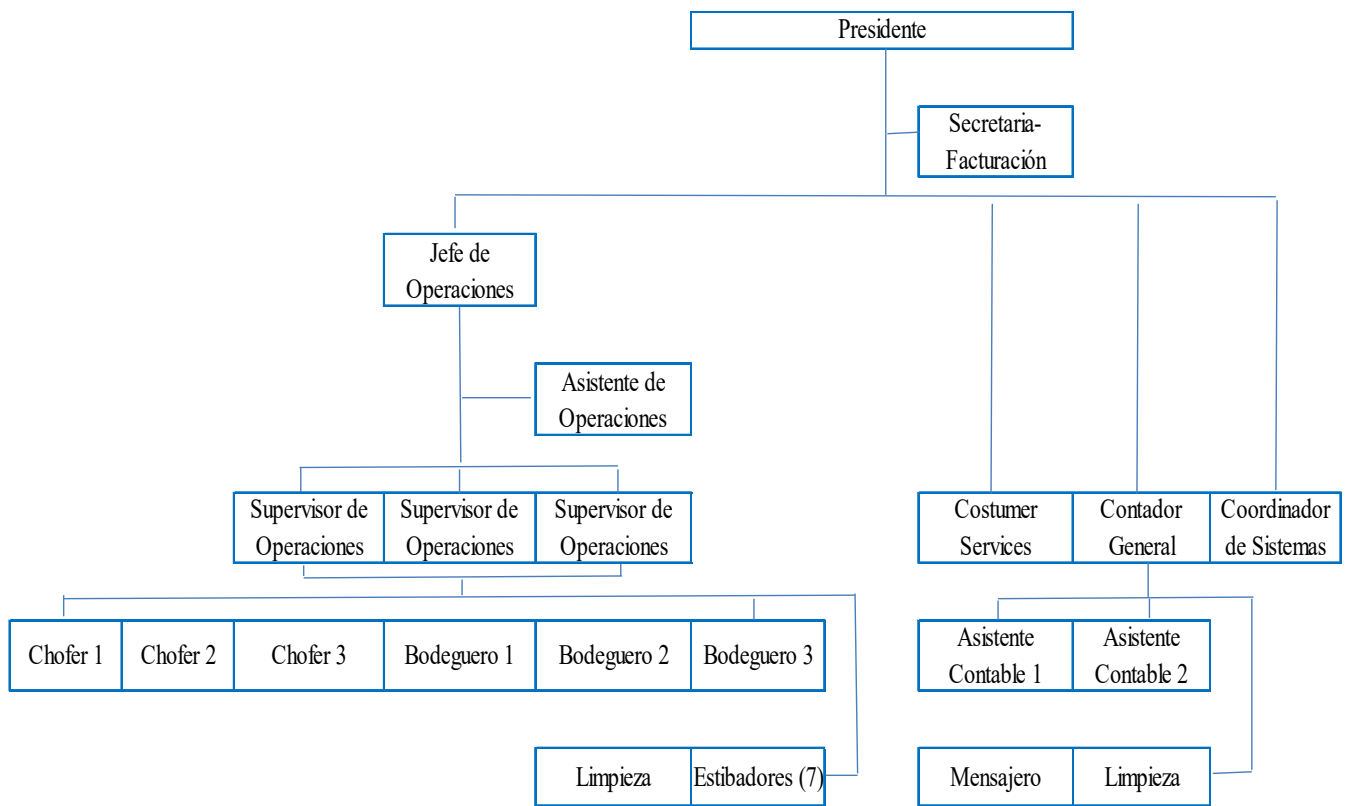 Presidente
Secretaria-
Facturación
Jefe de
Operaciones
Asistente de
Operaciones
Supervisor de
Operaciones
Supervisor de
Operaciones
Supervisor de
Operaciones
Costumer
Services
Contador
General
Coordinador
de Sistemas
Chofer 1
Chofer 2
Chofer 3
Bodeguero 1
Bodeguero 2
Bodeguero 3
Asistente
Contable 1
Asistente
Contable 2
Limpieza
Estibadores (7)
Mensajero
Limpieza